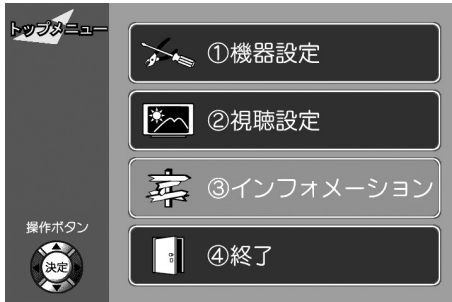 トップメニュー
①機器設定
②視聴設定
③インフォメーション
④終了
操作ボタン
決定